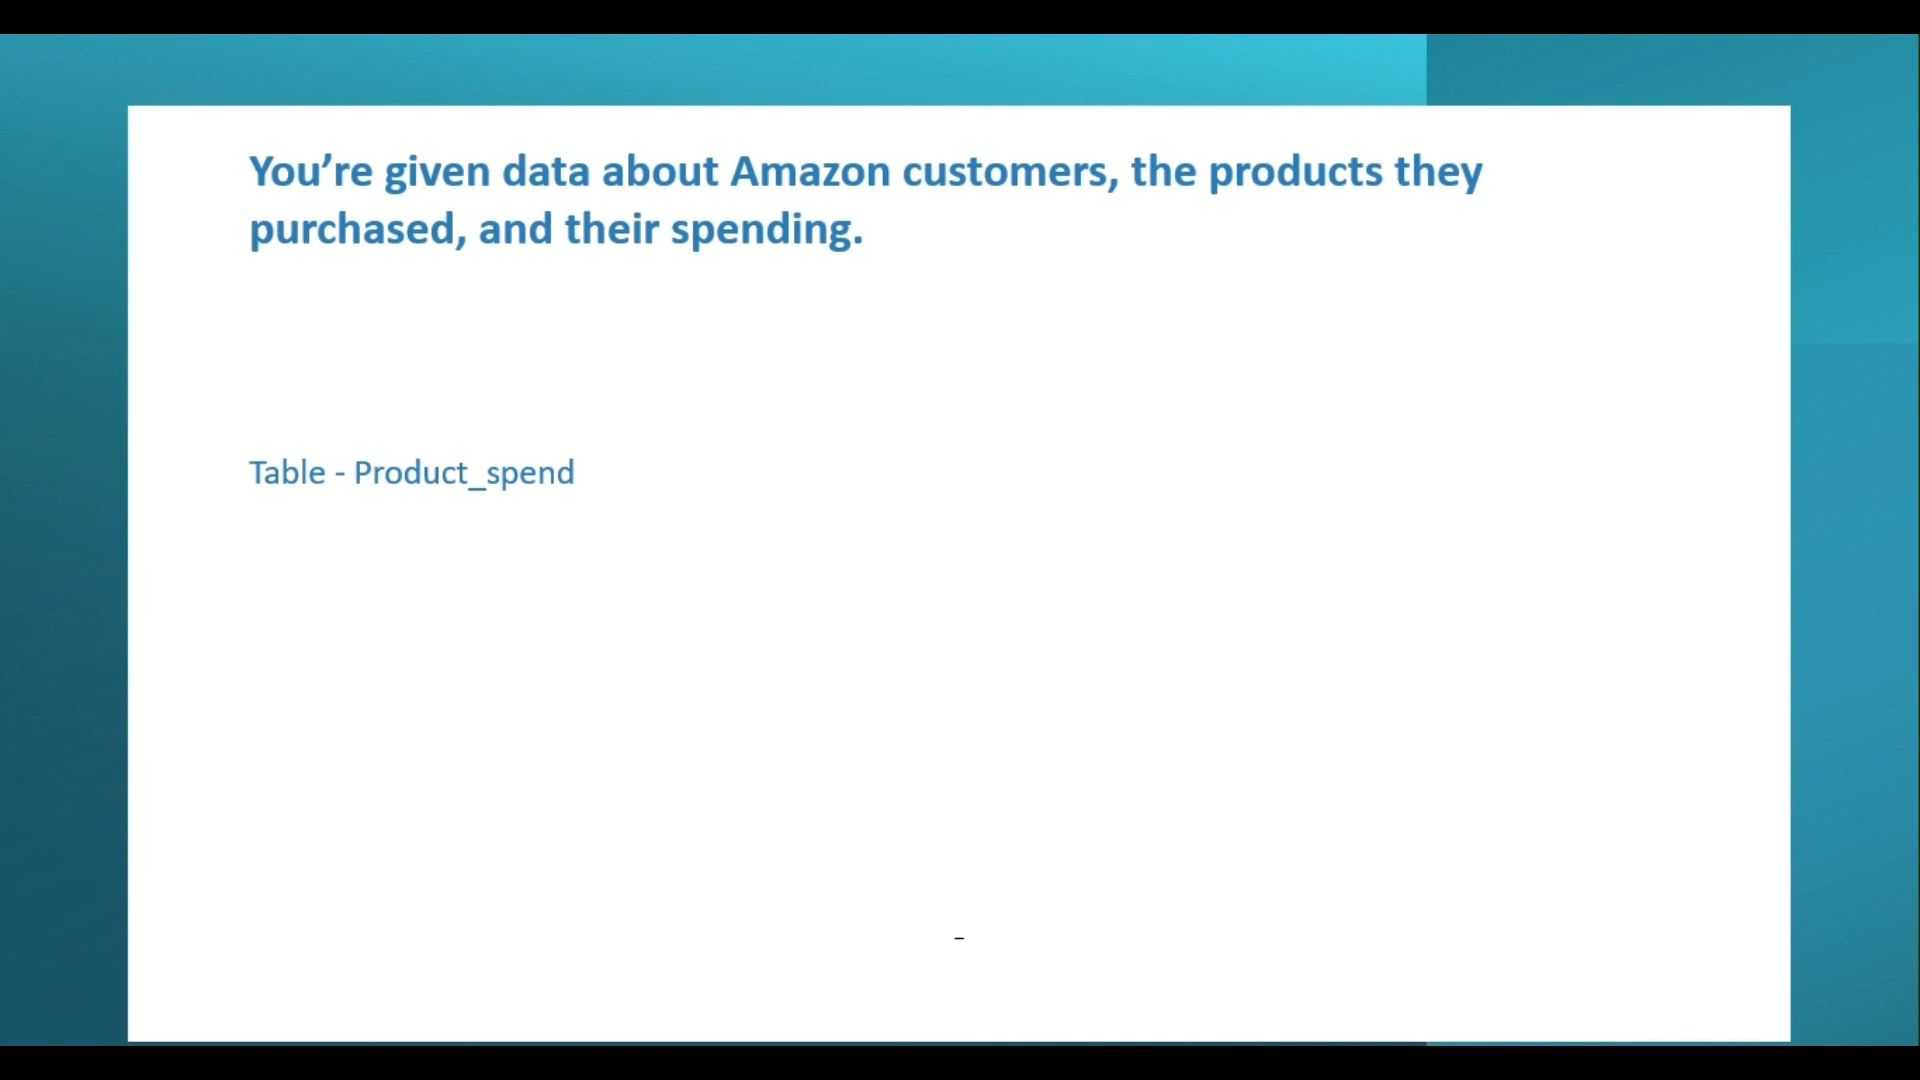 You’re given data about Amazon customers, the products they
purchased, and their spending.
Table - Product_spend
–